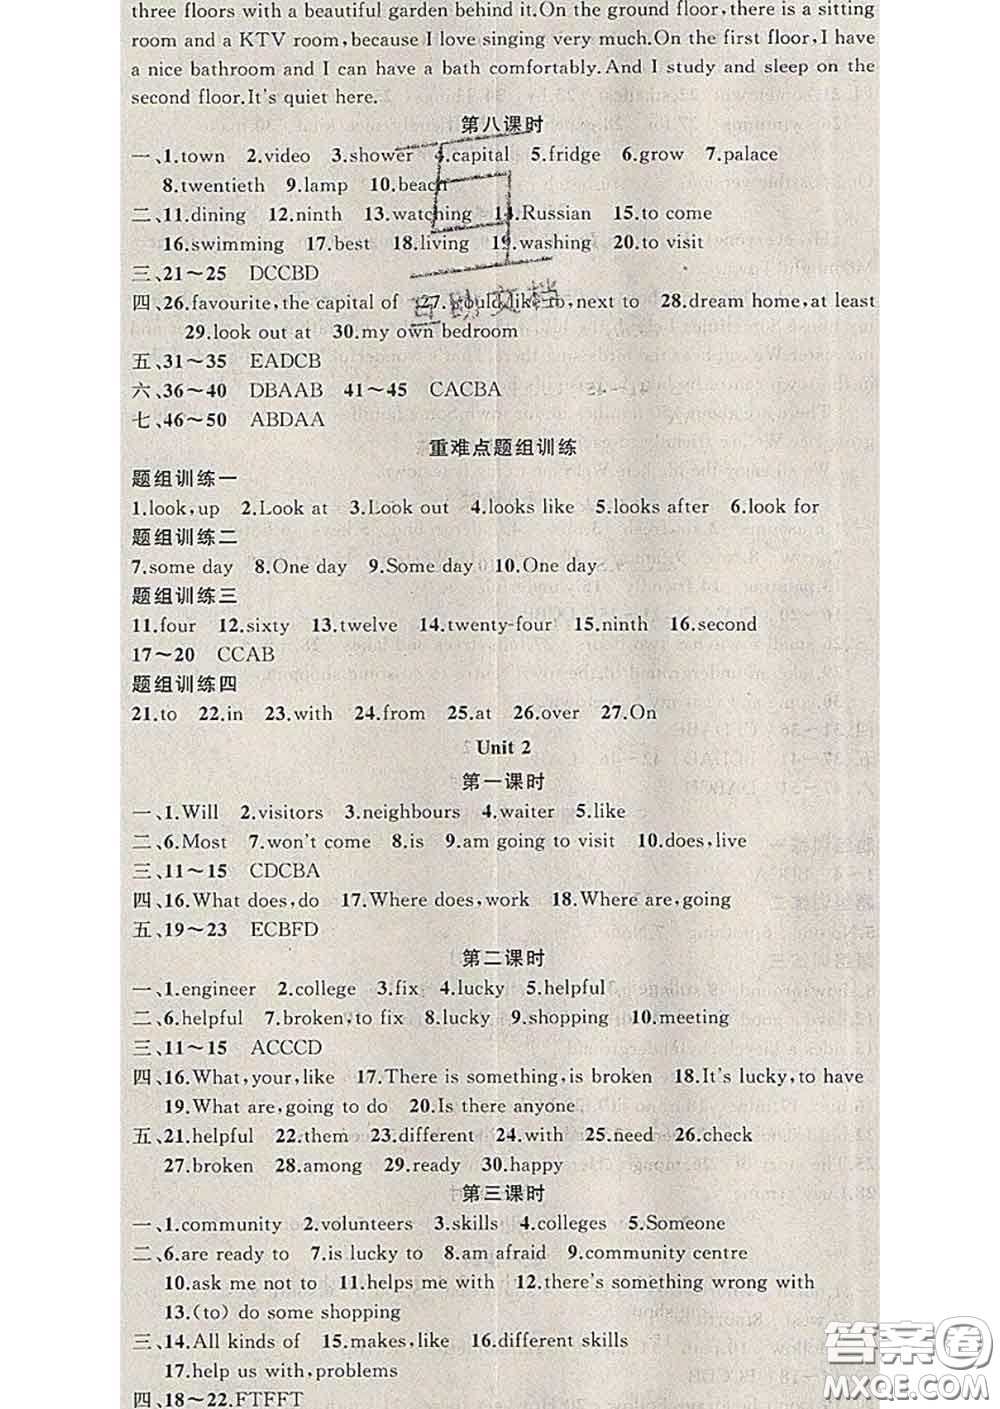 three floors with a beautiful garden behind it.On the ground floor,there is a sitting
room and a KTV room,because I love singing very much.On the first floor,I have
a nice bathroom and I can have a bath comfortably.And I study and sleep on the
second floor.It's quiet here.
第八课时
一、1.town 2.video 3.shower 4.capital 5.fridge 6.grow 7.palace
8.twentieth 9.lamp 10.beach
二、11.dining 12.ninth 13.watching 14.Russian 15.to come
16.swimming 17.best 18.living 19.washing 20.to visit
三、21～25 DCCBD
四、26.favourite,the capital of 27.would like to,next to 28.dream home,at least
29.look out at 30.my own bedroom
五、31～35 EADCB
六、36～40 DBAAB 41～45 CACBA
七、46～50 ABDAA
重难点题组训练
题组训练一
1.look,up 2.Look at 3.Look out 4.looks like 5.looks after 6.look for
题组训练二
7.some day 8.One day 9.Some day 10.One day
题组训练三
11.four 12.sixty 13.twelve 14.twenty-four 15.ninth 16.second
17～20 CCAB
题组训练四
21.to 22.in 23.with 24.from 25.at 26.over 27.On
Unit 2
第一课时
一、1.Will 2.visitors 3.neighbours 4.waiter 5.like
二、6.Most 7.won't come 8.is 9.am going to visit 10.does,live
三、11～15 CDCBA
四、16.What does,do 17.Where does,work 18.Where are,going
五、19～23 ECBFD
第二课时
一、1.engineer 2.college 3.fix 4.lucky 5.helpful
二、6.helpful 7.broken,to fix 8.lucky 9.shopping 10.meeting
三、11～15 ACCCD
四、16.What,your,like 17.There is something,is broken 18.It's lucky,to have
19.What are,going to do 20.Is there anyone
五、21.helpful 22.them 23.different 24.with 25.need 26.check
27.broken 28.among 29.ready 30.happy
第三课时
一、1.community 2.volunteers 3.skills 4.colleges 5.Someone
二、6.are ready to 7.is lucky to 8.am afraid 9.community centre
10.ask me not to 11.helps me with 12.there's something wrong with
13.(to) do some shopping
三、14.All kinds of 15.makes,like 16.different skills
17.help us with,problems
四、18～22.FTFFT
答案圈
MXQE.COM